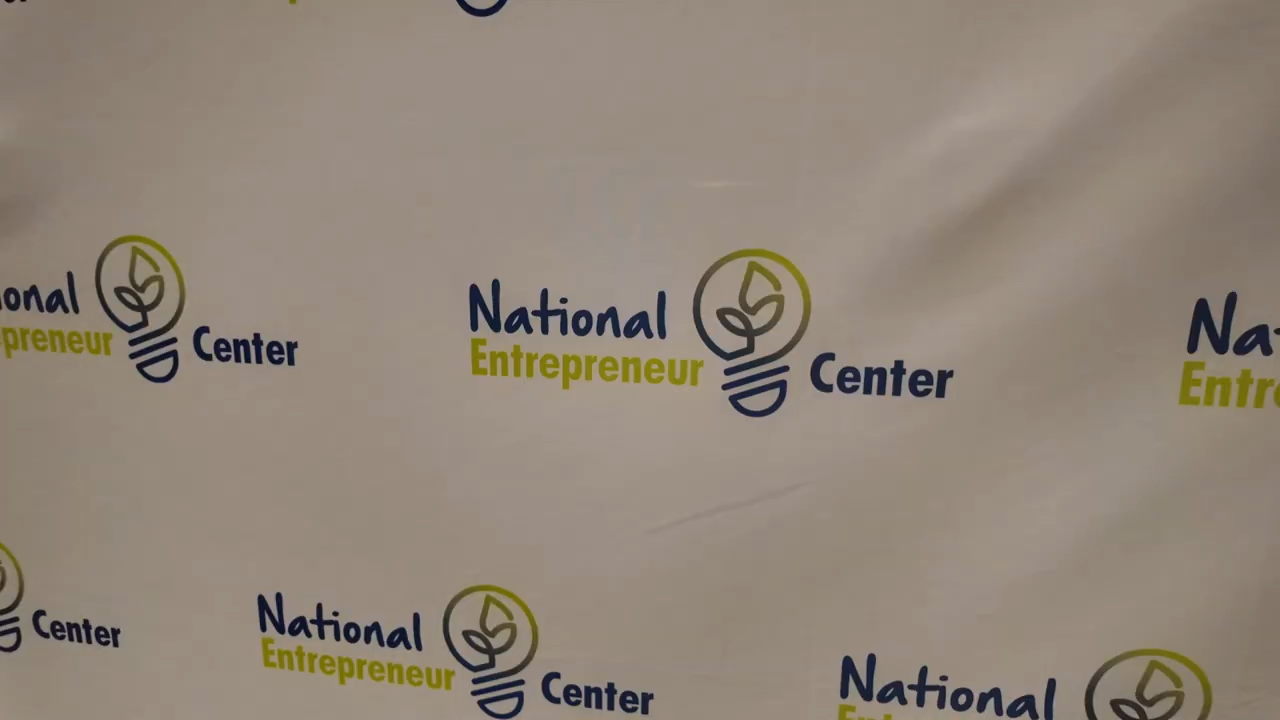 onal
preneur
Center
National
Entrepreneur
Center
Na
Entr
Center
National
Entrepreneur
Center
National